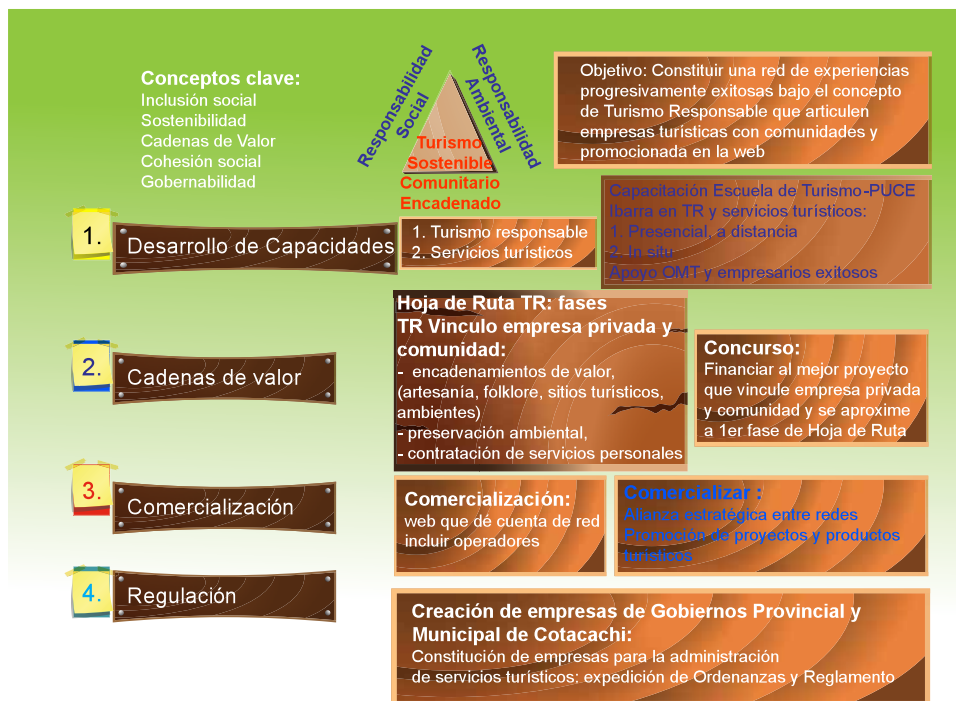 Conceptos clave:
Inclusión social
Sostenibilidad
Cadenas de Valor
Cohesión social
Gobernabilidad
Responsabilidad
Social
Responsabilidad
Ambiental
Turismo
Sostenible
Comunitario
Encadenado
Objetivo: Constituir una red de experiencias
progresivamente exitosas bajo el concepto
de Turismo Responsable que articulen
empresas turísticas con comunidades y
promocionada en la web
1.
Desarrollo de Capacidades
1. Turismo responsable
2. Servicios turísticos
Capacitación Escuela de Turismo-PUCE
Ibarra en TR y servicios turísticos:
1. Presencial, a distancia
2. In situ
Apoyo OMT y empresarios exitosos
2.
Cadenas de valor
Hoja de Ruta TR: fases
TR Vinculo empresa privada y
comunidad:
- encadenamientos de valor,
(artesanía, folklore, sitios turísticos,
ambientes)
- preservación ambiental,
- contratación de servicios personales
Concurso:
Financiar al mejor proyecto
que vincule empresa privada
y comunidad y se aproxime
a 1er fase de Hoja de Ruta
3.
Comercialización
Comercialización:
web que dé cuenta de red
incluir operadores
Comercializar :
Alianza estratégica entre redes
Promoción de proyectos y productos
turísticos
4.
Regulación
Creación de empresas de Gobiernos Provincial y
Municipal de Cotacachi:
Constitución de empresas para la administración
de servicios turísticos; expedición de Ordenanzas y Reglamento